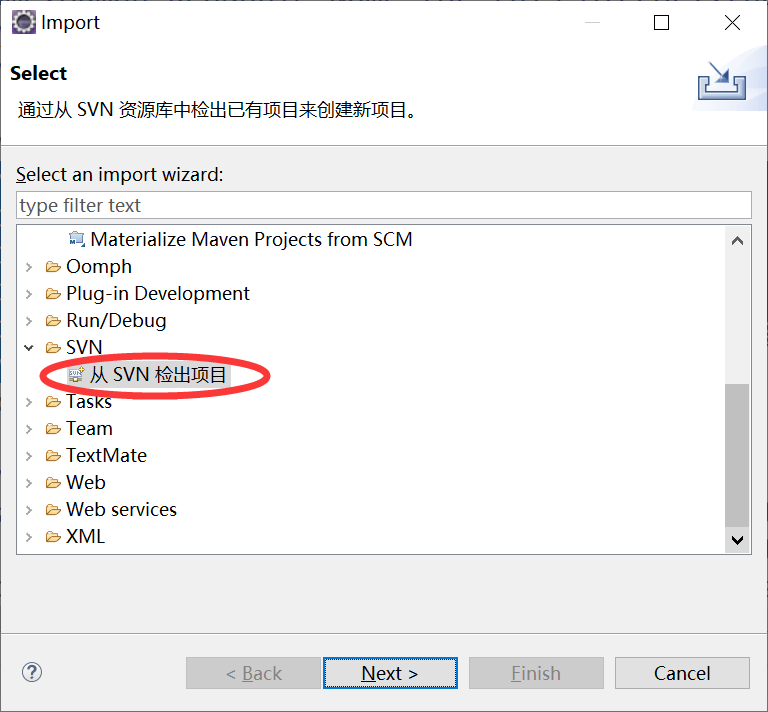 Import
Select
通过从 SVN 资源库中检出已有项目来创建新项目。
Select an import wizard:
type filter text
Materialize Maven Projects from SCM
Oomph
Plug-in Development
Run/Debug
SVN
从 SVN 检出项目
Tasks
Team
TextMate
Web
Web services
XML
< Back Next > Finish Cancel